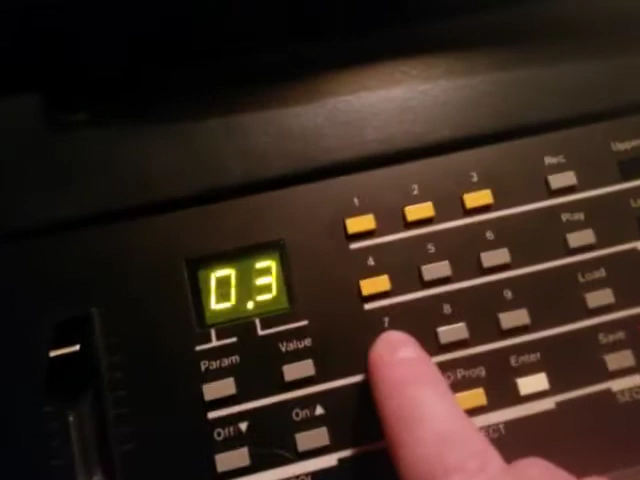 1 2 3 Rec
0.3
4 5 6 Play
7 8 9 Load
Param Value
Prog Enter Save
Off▼ On▲